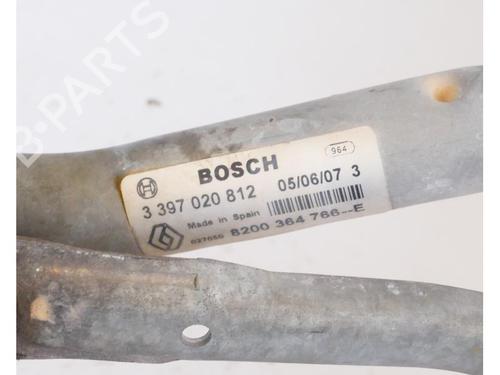 B-PARTS
964
BOSCH
3 397 020 812 05/06/07 3
Made in Spain
027050 8200 364 766--E